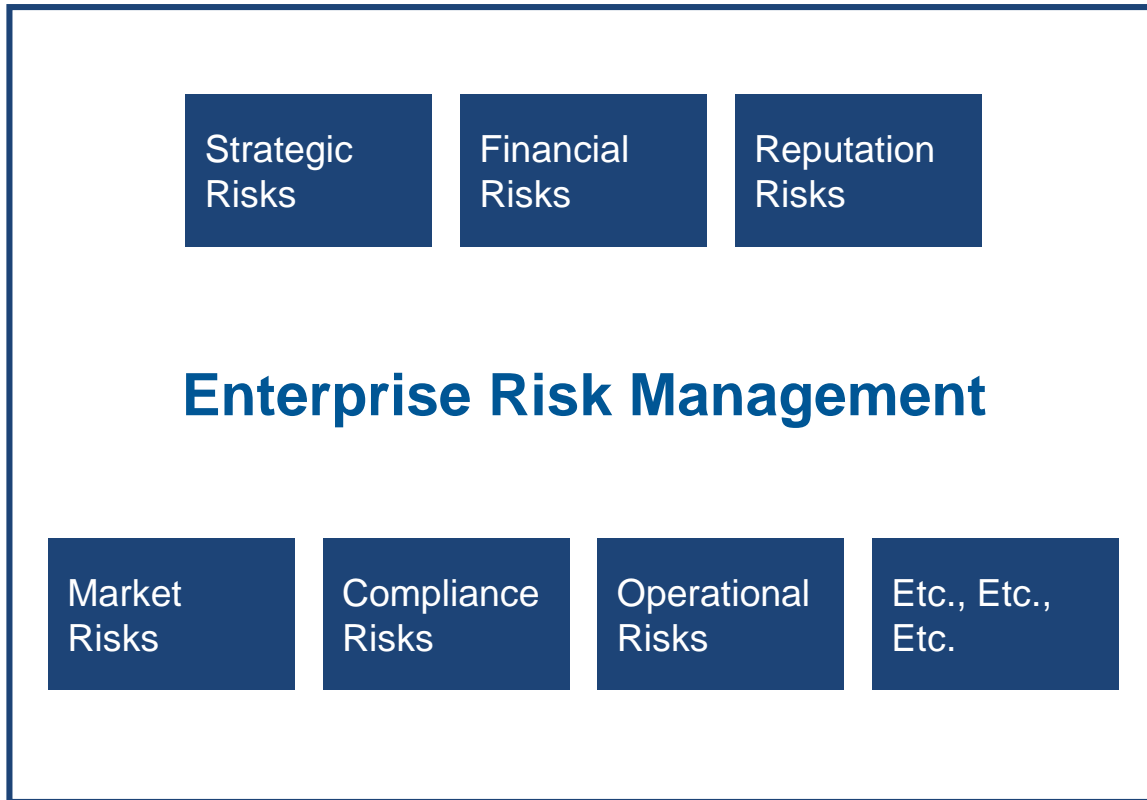 Strategic
Risks
Financial
Risks
Reputation
Risks
Enterprise Risk Management
Market
Risks
Compliance
Risks
Operational
Risks
Etc., Etc.,
Etc.